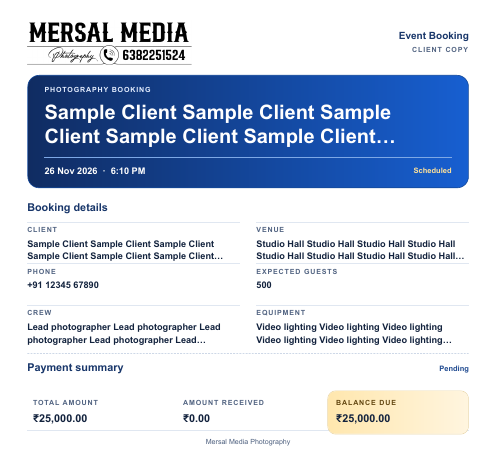 MERSAL MEDIA
Photography 6382251524
Event Booking
CLIENT COPY
PHOTOGRAPHY BOOKING
Sample Client Sample Client Sample
Client Sample Client Sample Client…
26 Nov 2026 · 6:10 PM
Scheduled
Booking details
CLIENT
Sample Client Sample Client Sample Client
Sample Client Sample Client Sample Client…
VENUE
Studio Hall Studio Hall Studio Hall Studio Hall
Studio Hall Studio Hall Studio Hall Studio Hall…
PHONE
+91 12345 67890
EXPECTED GUESTS
500
CREW
Lead photographer Lead photographer Lead
photographer Lead photographer Lead…
EQUIPMENT
Video lighting Video lighting Video lighting
Video lighting Video lighting Video lighting…
Payment summary
Pending
TOTAL AMOUNT
₹25,000.00
AMOUNT RECEIVED
₹0.00
BALANCE DUE
₹25,000.00
Mersal Media Photography